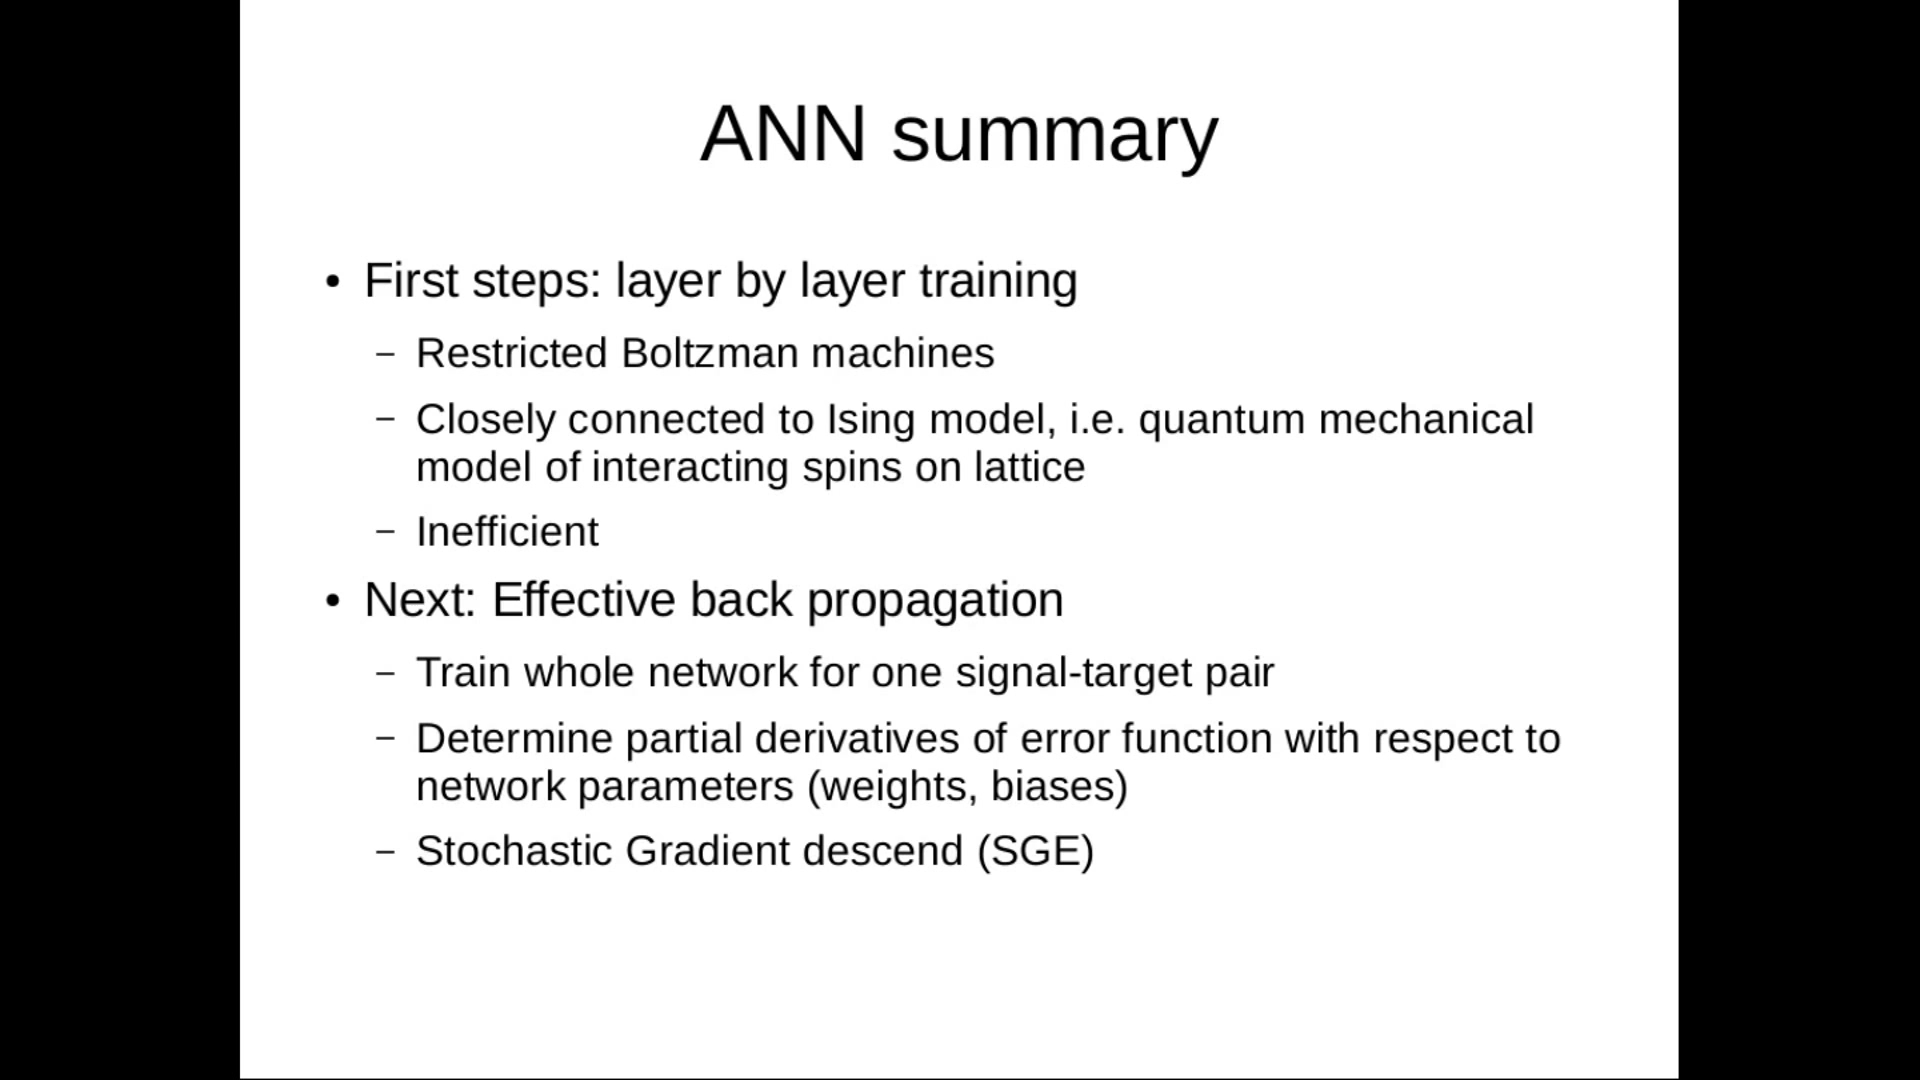 ANN summary
• First steps: layer by layer training
– Restricted Boltzman machines
– Closely connected to Ising model, i.e. quantum mechanical
model of interacting spins on lattice
– Inefficient
• Next: Effective back propagation
– Train whole network for one signal-target pair
– Determine partial derivatives of error function with respect to
network parameters (weights, biases)
– Stochastic Gradient descend (SGE)